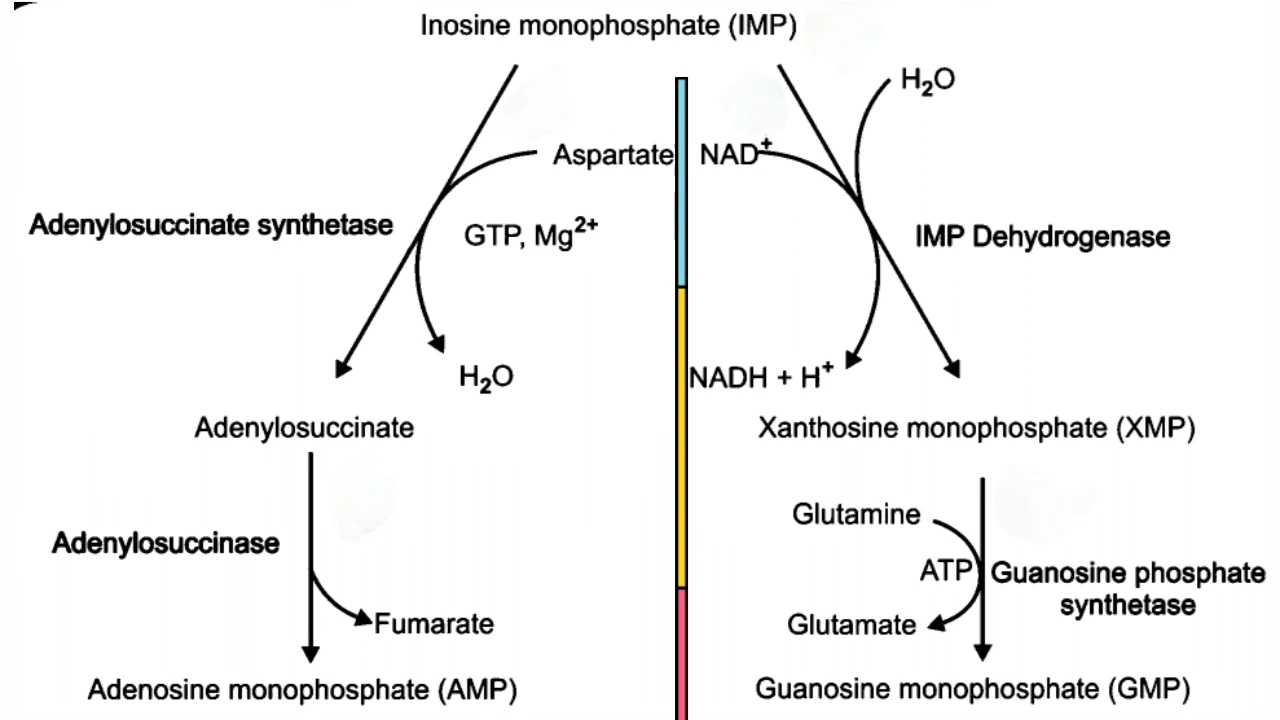 Inosine monophosphate (IMP)
H₂O
Aspartate
NAD⁺
Adenylosuccinate synthetase
GTP, Mg²⁺
IMP Dehydrogenase
H₂O
NADH + H⁺
Adenylosuccinate
Xanthosine monophosphate (XMP)
Glutamine
Adenylosuccinase
ATP
Guanosine phosphate
synthetase
Fumarate
Glutamate
Adenosine monophosphate (AMP)
Guanosine monophosphate (GMP)